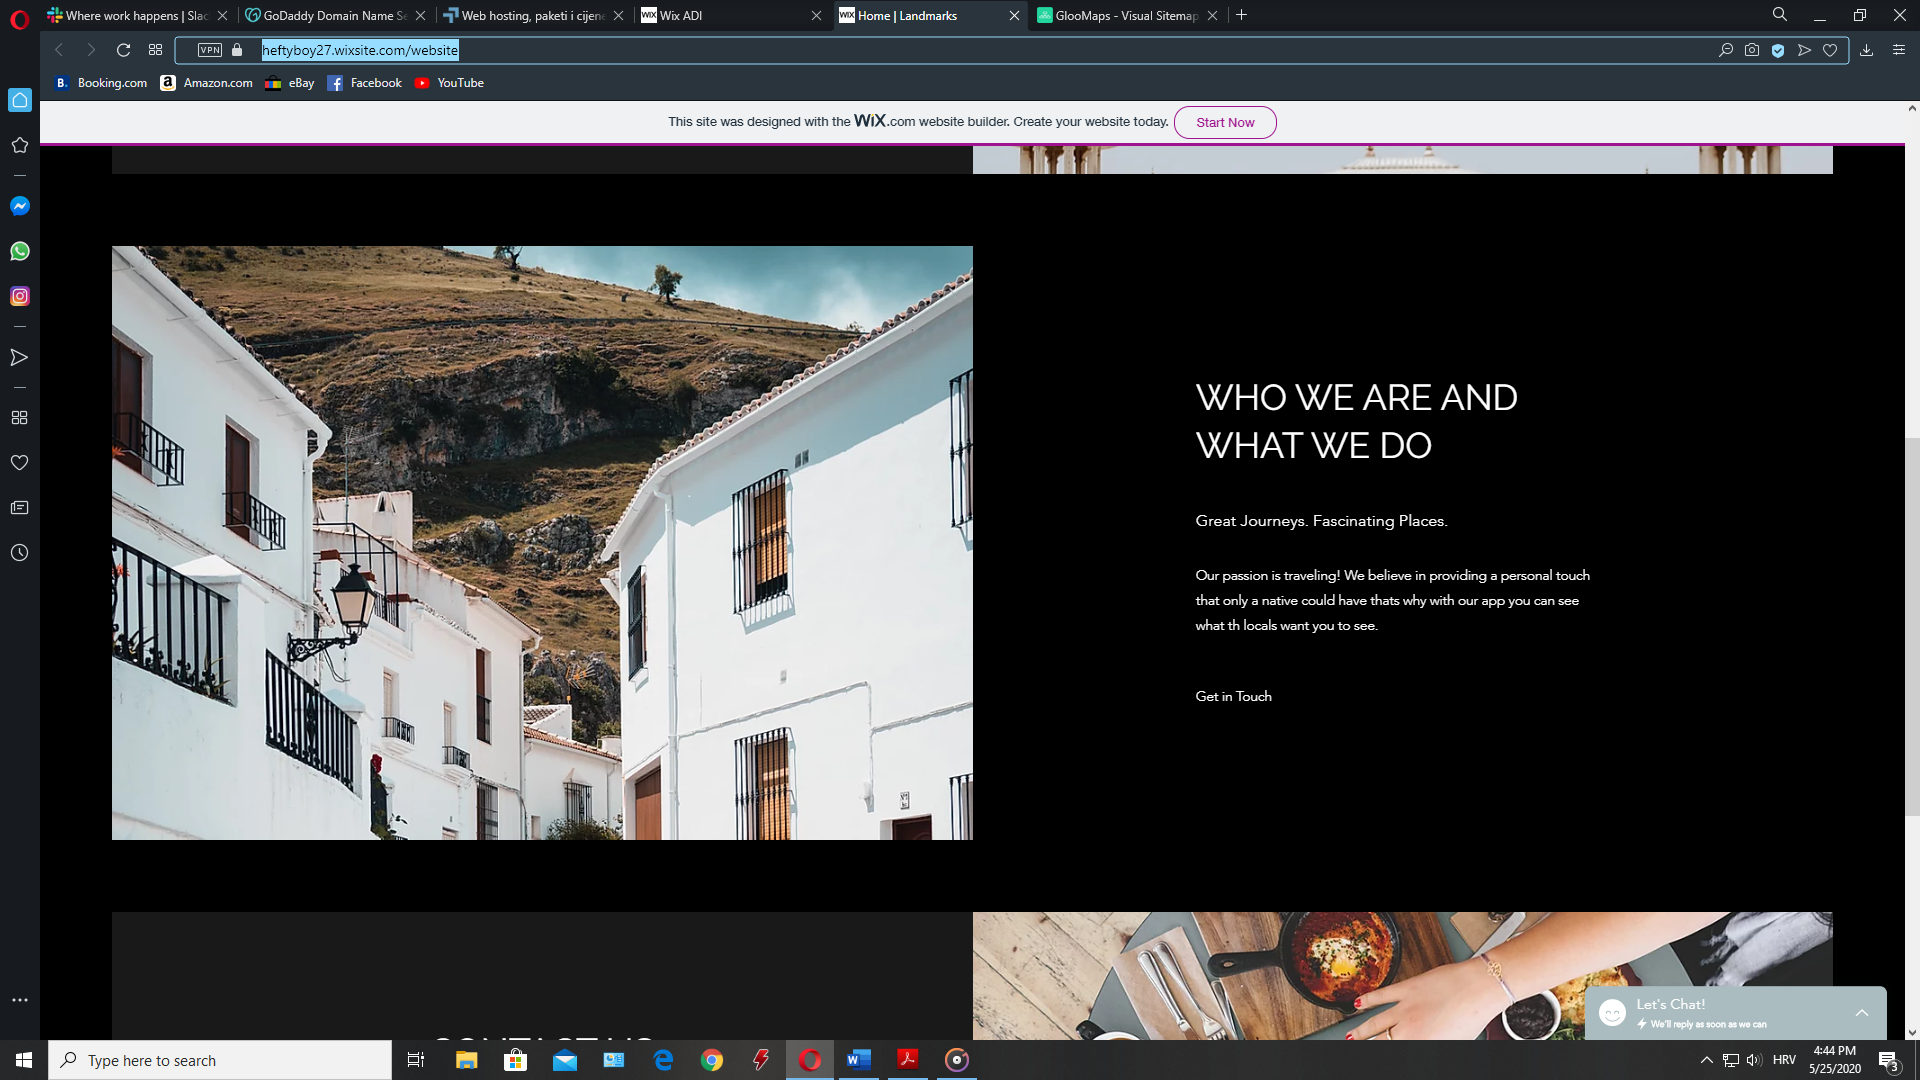 Where work happens | Slac
GoDaddy Domain Name Se
Web hosting, paketi i cijene
WIX Wix ADI
WIX Home | Landmarks
GlooMaps - Visual Sitemap
VPN heftyboy27.wixsite.com/website
B. Booking.com
a Amazon.com
eBay
Facebook
YouTube
This site was designed with the WiX.com website builder. Create your website today. Start Now
WHO WE ARE AND
WHAT WE DO
Great Journeys. Fascinating Places.
Our passion is traveling! We believe in providing a personal touch
that only a native could have thats why with our app you can see
what th locals want you to see.
Get in Touch
CONTACT US
Let's Chat!
We'll reply as soon as we can
Type here to search
HRV
4:44 PM
5/25/2020
3